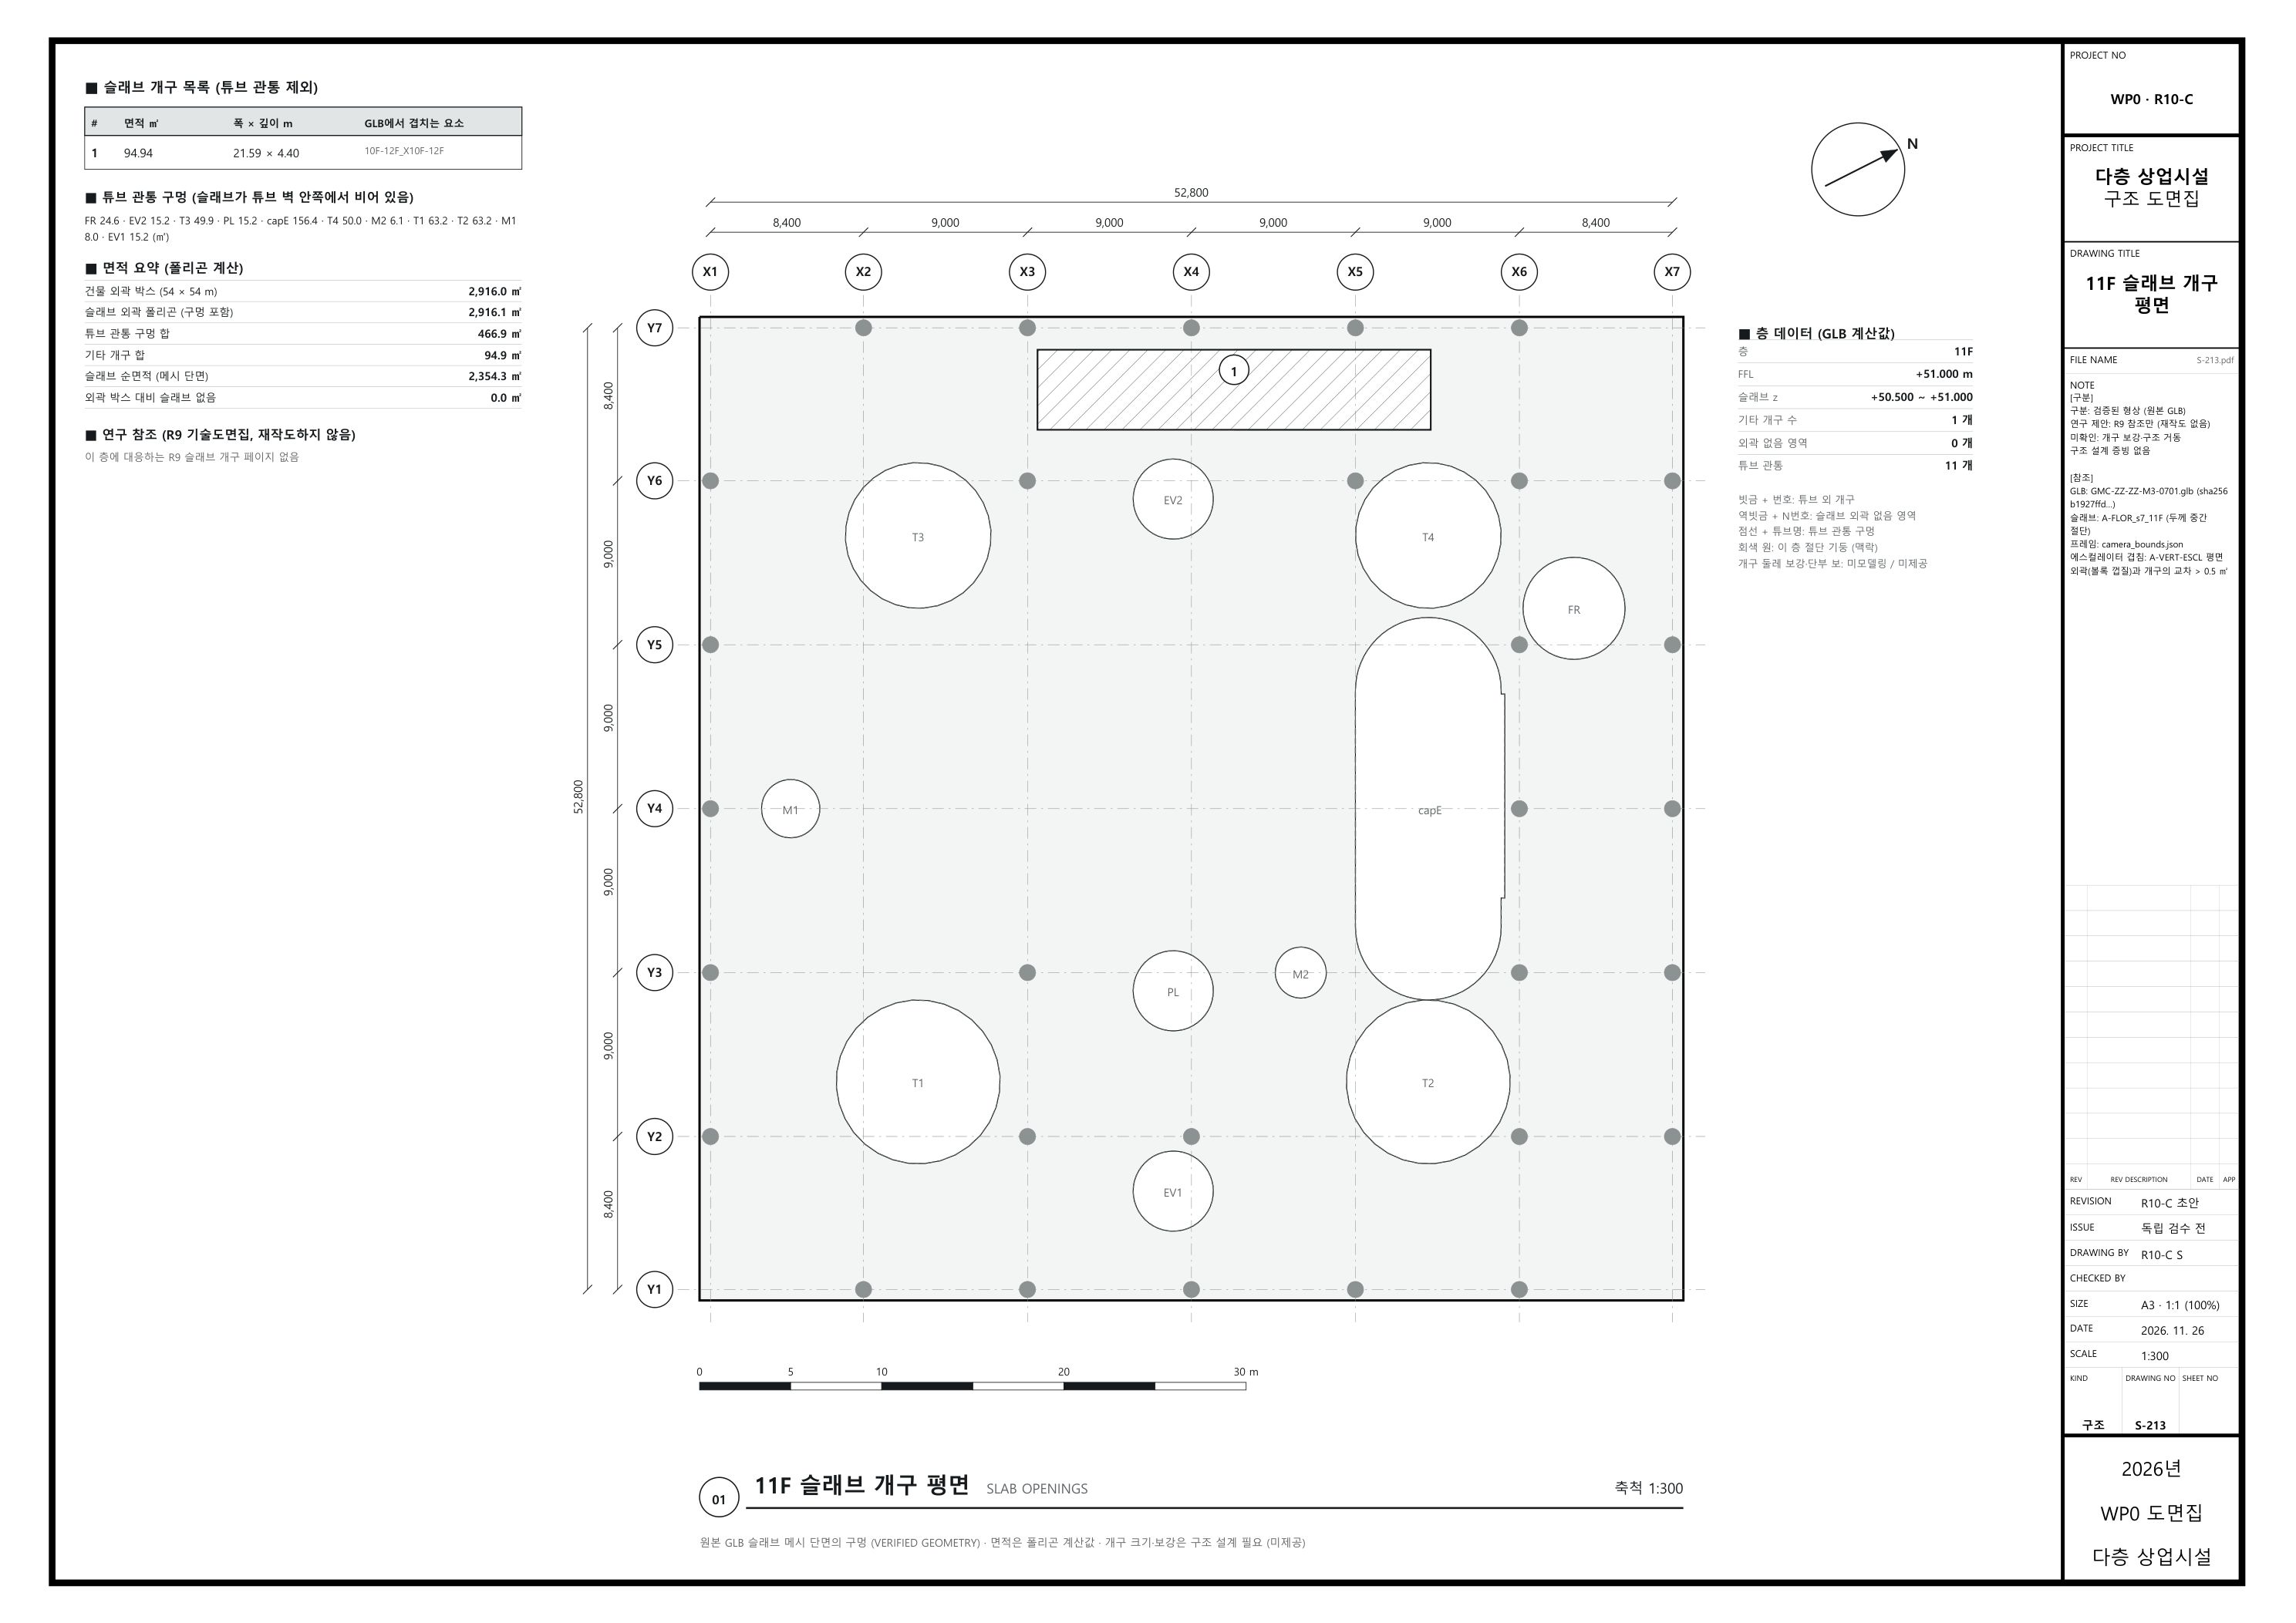 ■ 슬래브 개구 목록 (튜브 관통 제외)
# 면적 ㎡ 폭 × 깊이 m GLB에서 겹치는 요소
1 94.94 21.59 × 4.40 10F-12F_X10F-12F
■ 튜브 관통 구멍 (슬래브가 튜브 벽 안쪽에서 비어 있음)
FR 24.6 · EV2 15.2 · T3 49.9 · PL 15.2 · capE 156.4 · T4 50.0 · M2 6.1 · T1 63.2 · T2 63.2 · M1
8.0 · EV1 15.2 (㎡)
■ 면적 요약 (폴리곤 계산)
건물 외곽 박스 (54 × 54 m) 2,916.0 ㎡
슬래브 외곽 폴리곤 (구멍 포함) 2,916.1 ㎡
튜브 관통 구멍 합 466.9 ㎡
기타 개구 합 94.9 ㎡
슬래브 순면적 (메시 단면) 2,354.3 ㎡
외곽 박스 대비 슬래브 없음 0.0 ㎡
■ 연구 참조 (R9 기술도면집, 재작도하지 않음)
이 층에 대응하는 R9 슬래브 개구 페이지 없음
52,800
8,400 9,000 9,000 9,000 9,000 8,400
X1 X2 X3 X4 X5 X6 X7
Y7
1
8,400
Y6
EV2
T3
T4
9,000
FR
Y5
9,000
52,800
Y4
M1
capE
9,000
Y3
M2
PL
9,000
T1
T2
Y2
8,400
EV1
Y1
0 5 10 20 30 m
01
11F 슬래브 개구 평면 SLAB OPENINGS 축척 1:300
원본 GLB 슬래브 메시 단면의 구멍 (VERIFIED GEOMETRY) · 면적은 폴리곤 계산값 · 개구 크기·보강은 구조 설계 필요 (미제공)
N
■ 층 데이터 (GLB 계산값)
층 11F
FFL +51.000 m
슬래브 z +50.500 ~ +51.000
기타 개구 수 1 개
외곽 없음 영역 0 개
튜브 관통 11 개
빗금 + 번호: 튜브 외 개구
역빗금 + N번호: 슬래브 외곽 없음 영역
점선 + 튜브명: 튜브 관통 구멍
회색 원: 이 층 절단 기둥 (맥락)
개구 둘레 보강·단부 보: 미모델링 / 미제공
PROJECT NO
WP0 · R10-C
PROJECT TITLE
다층 상업시설
구조 도면집
DRAWING TITLE
11F 슬래브 개구
평면
FILE NAME S-213.pdf
NOTE
[구분]
구분: 검증된 형상 (원본 GLB)
연구 제안: R9 참조만 (재작도 없음)
미확인: 개구 보강·구조 거동
구조 설계 증빙 없음
[참조]
GLB: GMC-ZZ-ZZ-M3-0701.glb (sha256
b1927ffd…)
슬래브: A-FLOR_s7_11F (두께 중간
절단)
프레임: camera_bounds.json
에스컬레이터 겹침: A-VERT-ESCL 평면
외곽(볼록 껍질)과 개구의 교차 > 0.5 ㎡
REV REV DESCRIPTION DATE APP
REVISION R10-C 초안
ISSUE 독립 검수 전
DRAWING BY R10-C S
CHECKED BY
SIZE A3 · 1:1 (100%)
DATE 2026. 11. 26
SCALE 1:300
KIND DRAWING NO SHEET NO
구조 S-213
2026년
WP0 도면집
다층 상업시설